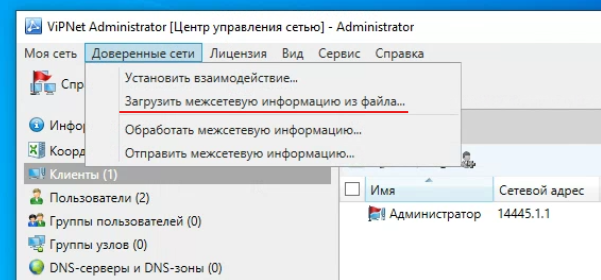 ViPNet Administrator [Центр управления сетью] - Administrator
Моя сеть Доверенные сети Лицензия Вид Сервис Справка
Установить взаимодействие...
Спр
Загрузить межсетевую информацию из файла...
Обработать межсетевую информацию...
Отправить межсетевую информацию...
Инфор
Коорд
Клиенты (1)
Пользователи (2)
Группы пользователей (0)
Группы узлов (0)
DNS-серверы и DNS-зоны (0)
Имя Сетевой адрес
Администратор 14445.1.1